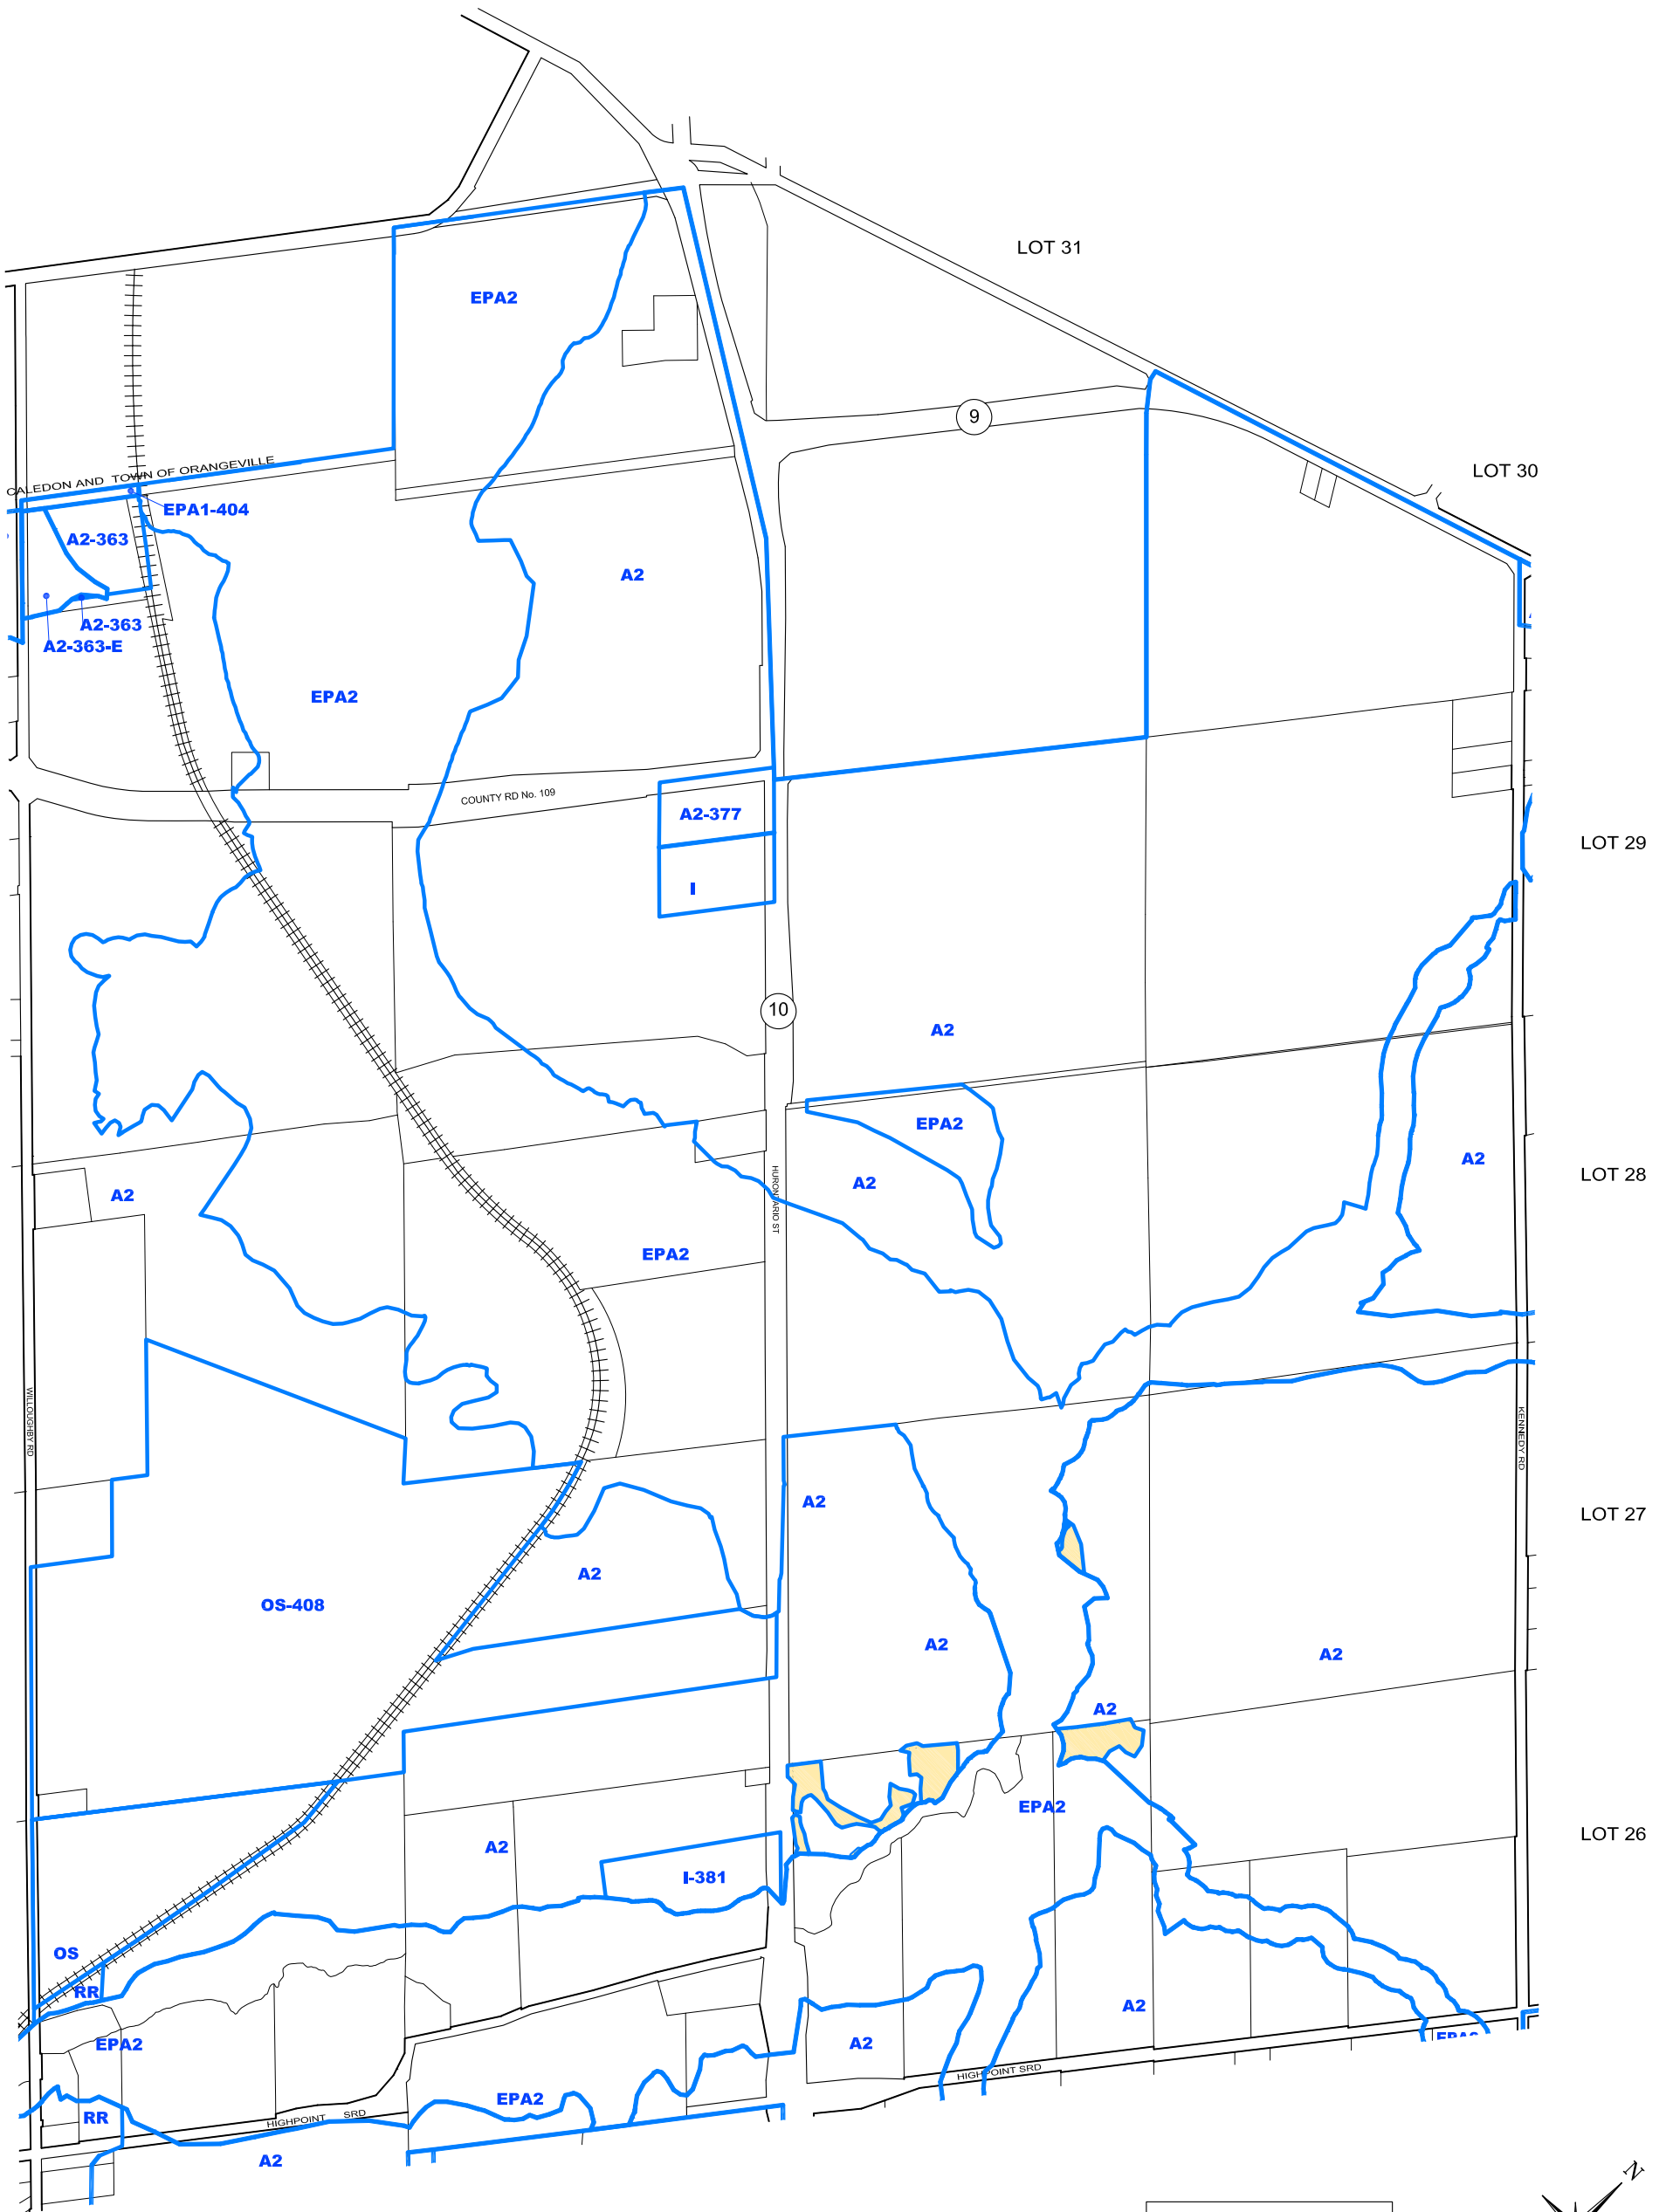 LOT 31
EPA2
9
LOT 30
CALEDON AND TOWN OF ORANGEVILLE
EPA1-404
A2-363
A2
A2-363
A2-363-E
EPA2
COUNTY RD No. 109
A2-377
LOT 29
I
10
A2
EPA2
A2
LOT 28
A2
A2
HURONTARIO ST
EPA2
WILLOUGHBY RD
KENNEDY RD
A2
LOT 27
A2
OS-408
A2
A2
A2
EPA2
LOT 26
A2
I-381
OS
RR
A2
EPA2
A2
HIGHPOINT SRD
EPA2
RR
HIGHPOINT SRD
A2
N